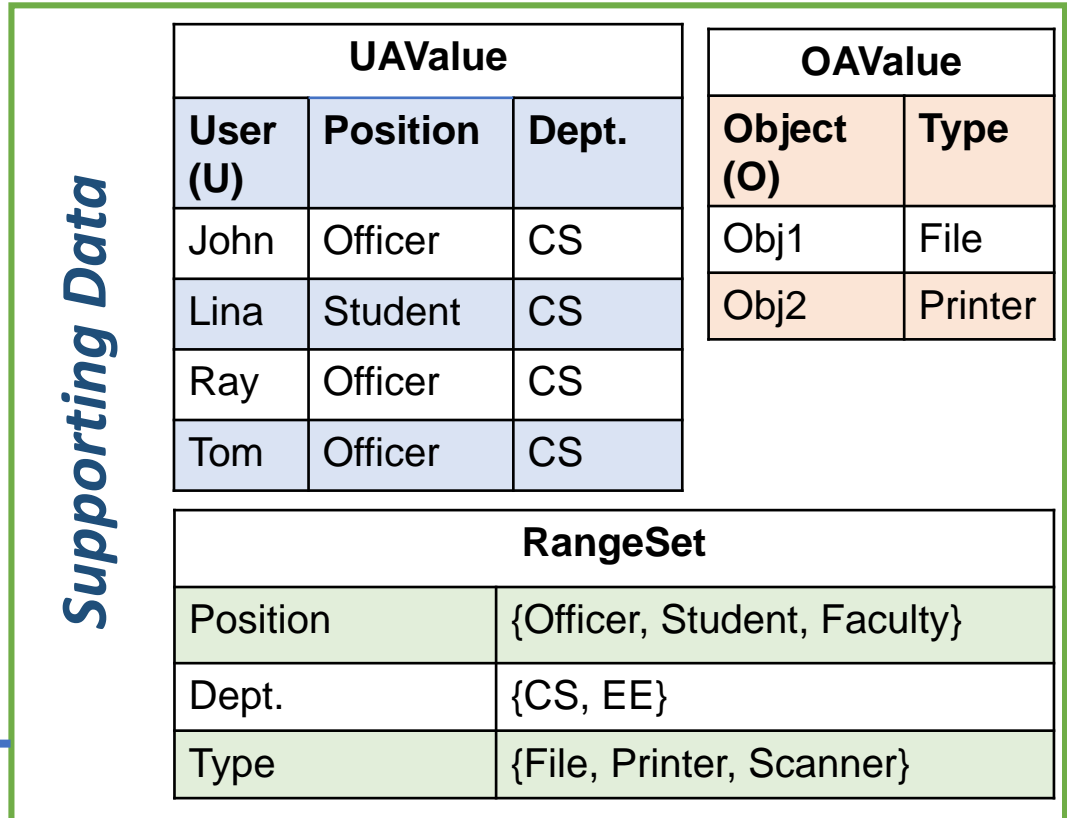 Supporting Data
UAValue
User (U) Position Dept.
John Officer CS
Lina Student CS
Ray Officer CS
Tom Officer CS
OAValue
Object (O) Type
Obj1 File
Obj2 Printer
RangeSet
Position {Officer, Student, Faculty}
Dept. {CS, EE}
Type {File, Printer, Scanner}